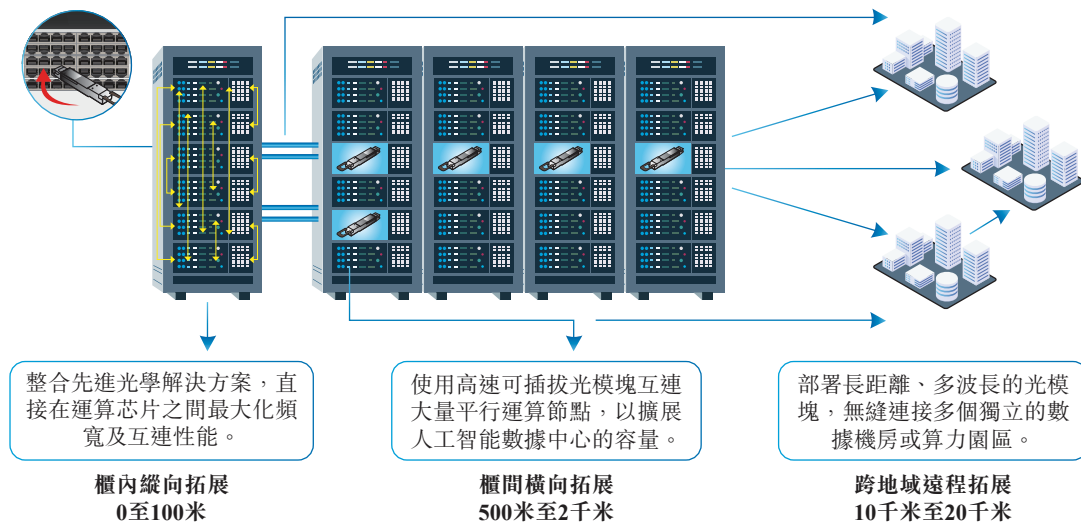 整合先進光學解決方案，直
接在運算芯片之間最大化頻
寬及互連性能。
櫃內縱向拓展
0至100米
使用高速可插拔光模塊互連
大量平行運算節點，以擴展
人工智能數據中心的容量。
櫃間橫向拓展
500米至2千米
部署長距離、多波長的光模
塊，無縫連接多個獨立的數
據機房或算力園區。
跨地域遠程拓展
10千米至20千米